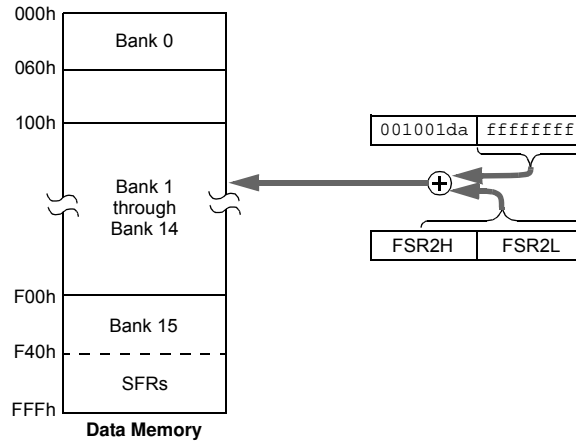 000h
Bank 0
060h
100h
001001da ffffffff
Bank 1
through
Bank 14
FSR2H FSR2L
F00h
Bank 15
F40h
SFRs
FFFh
Data Memory